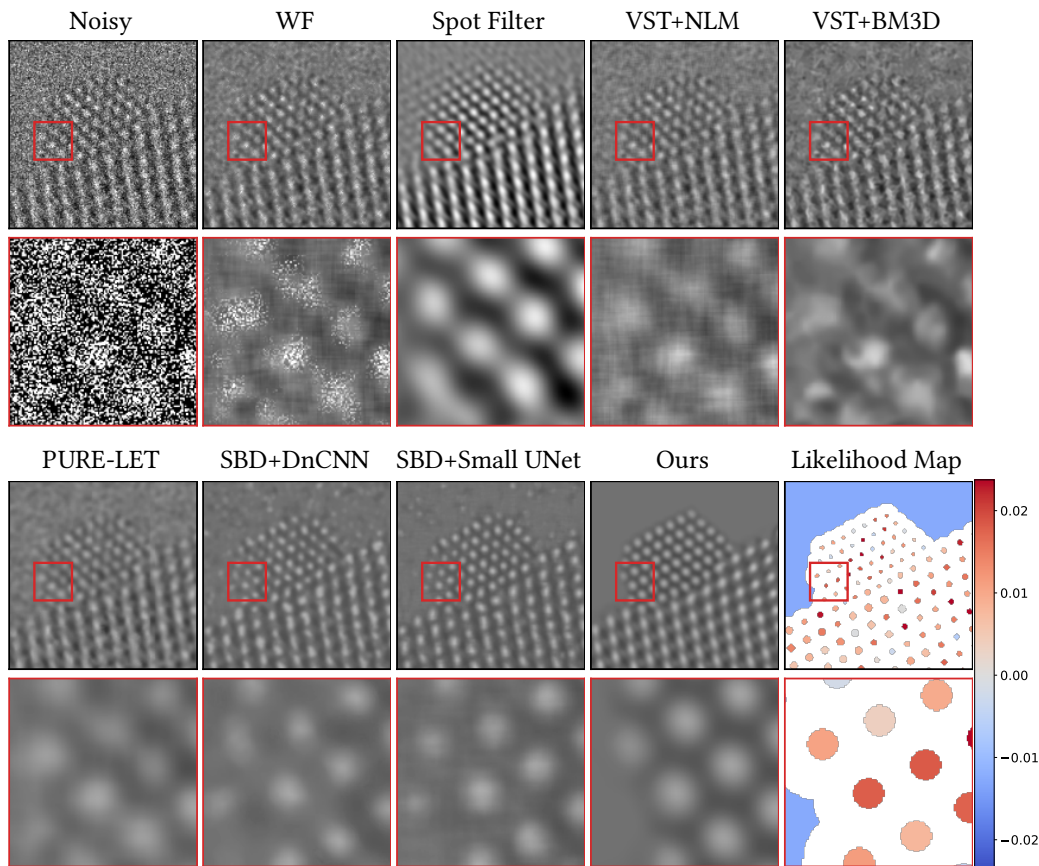 Noisy WF Spot Filter VST+NLM VST+BM3D
PURE-LET SBD+DnCNN SBD+Small UNet Ours Likelihood Map
0.02
0.01
0.00
−0.01
−0.02